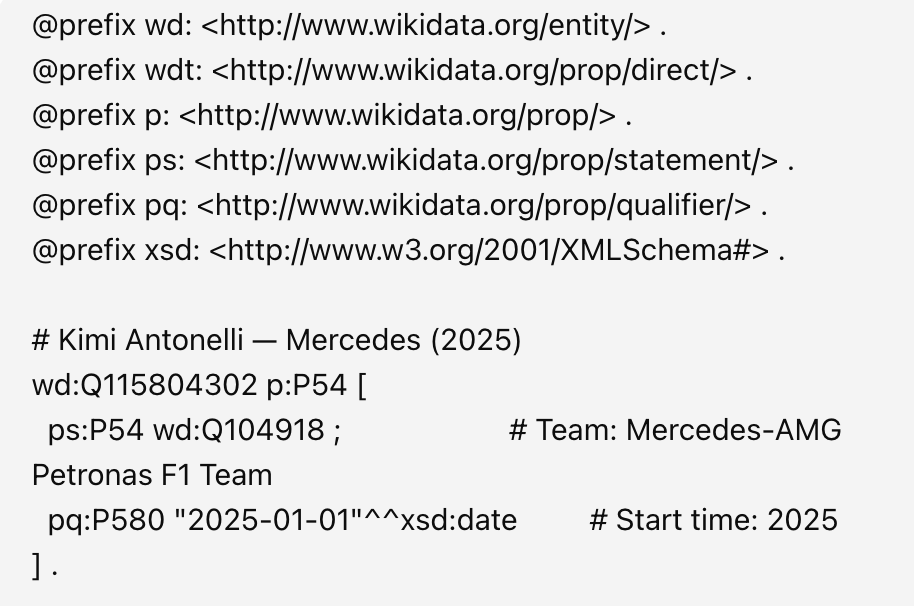 @prefix wd: <http://www.wikidata.org/entity/> .
@prefix wdt: <http://www.wikidata.org/prop/direct/> .
@prefix p: <http://www.wikidata.org/prop/> .
@prefix ps: <http://www.wikidata.org/prop/statement/> .
@prefix pq: <http://www.wikidata.org/prop/qualifier/> .
@prefix xsd: <http://www.w3.org/2001/XMLSchema#> .

# Kimi Antonelli — Mercedes (2025)
wd:Q115804302 p:P54 [
  ps:P54 wd:Q104918 ;                    # Team: Mercedes-AMG
Petronas F1 Team
  pq:P580 "2025-01-01"^^xsd:date         # Start time: 2025
] .